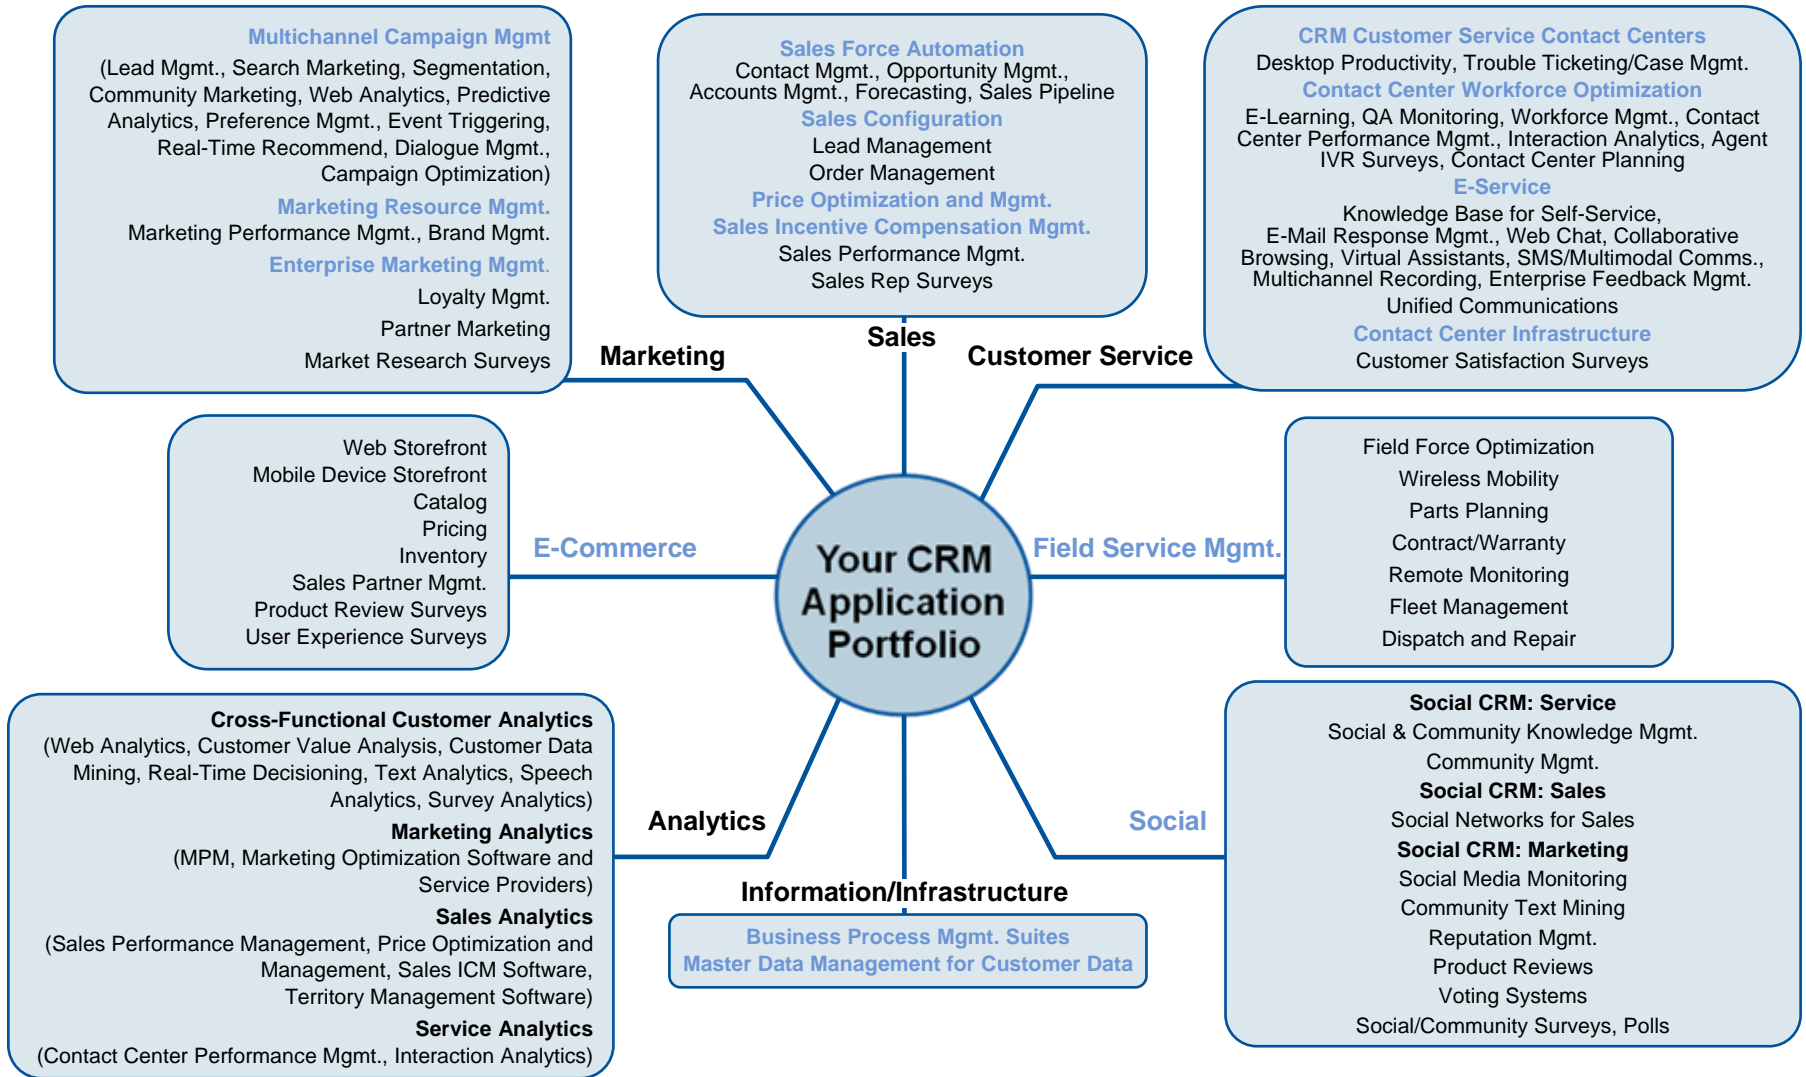 Multichannel Campaign Mgmt
(Lead Mgmt., Search Marketing, Segmentation,
Community Marketing, Web Analytics, Predictive
Analytics, Preference Mgmt., Event Triggering,
Real-Time Recommend, Dialogue Mgmt.,
Campaign Optimization)
Marketing Resource Mgmt.
Marketing Performance Mgmt., Brand Mgmt.
Enterprise Marketing Mgmt.
Loyalty Mgmt.
Partner Marketing
Market Research Surveys
Marketing
Sales Force Automation
Contact Mgmt., Opportunity Mgmt.,
Accounts Mgmt., Forecasting, Sales Pipeline
Sales Configuration
Lead Management
Order Management
Price Optimization and Mgmt.
Sales Incentive Compensation Mgmt.
Sales Performance Mgmt.
Sales Rep Surveys
Sales
CRM Customer Service Contact Centers
Desktop Productivity, Trouble Ticketing/Case Mgmt.
Contact Center Workforce Optimization
E-Learning, QA Monitoring, Workforce Mgmt., Contact
Center Performance Mgmt., Interaction Analytics, Agent
IVR Surveys, Contact Center Planning
E-Service
Knowledge Base for Self-Service,
E-Mail Response Mgmt., Web Chat, Collaborative
Browsing, Virtual Assistants, SMS/Multimodal Comms.,
Multichannel Recording, Enterprise Feedback Mgmt.
Unified Communications
Contact Center Infrastructure
Customer Satisfaction Surveys
Customer Service
Web Storefront
Mobile Device Storefront
Catalog
Pricing
Inventory
Sales Partner Mgmt.
Product Review Surveys
User Experience Surveys
E-Commerce
Your CRM
Application
Portfolio
Field Service Mgmt.
Field Force Optimization
Wireless Mobility
Parts Planning
Contract/Warranty
Remote Monitoring
Fleet Management
Dispatch and Repair
Cross-Functional Customer Analytics
(Web Analytics, Customer Value Analysis, Customer Data
Mining, Real-Time Decisioning, Text Analytics, Speech
Analytics, Survey Analytics)
Marketing Analytics
(MPM, Marketing Optimization Software and
Service Providers)
Sales Analytics
(Sales Performance Management, Price Optimization and
Management, Sales ICM Software,
Territory Management Software)
Service Analytics
(Contact Center Performance Mgmt., Interaction Analytics)
Analytics
Information/Infrastructure
Business Process Mgmt. Suites
Master Data Management for Customer Data
Social
Social CRM: Service
Social & Community Knowledge Mgmt.
Community Mgmt.
Social CRM: Sales
Social Networks for Sales
Social CRM: Marketing
Social Media Monitoring
Community Text Mining
Reputation Mgmt.
Product Reviews
Voting Systems
Social/Community Surveys, Polls